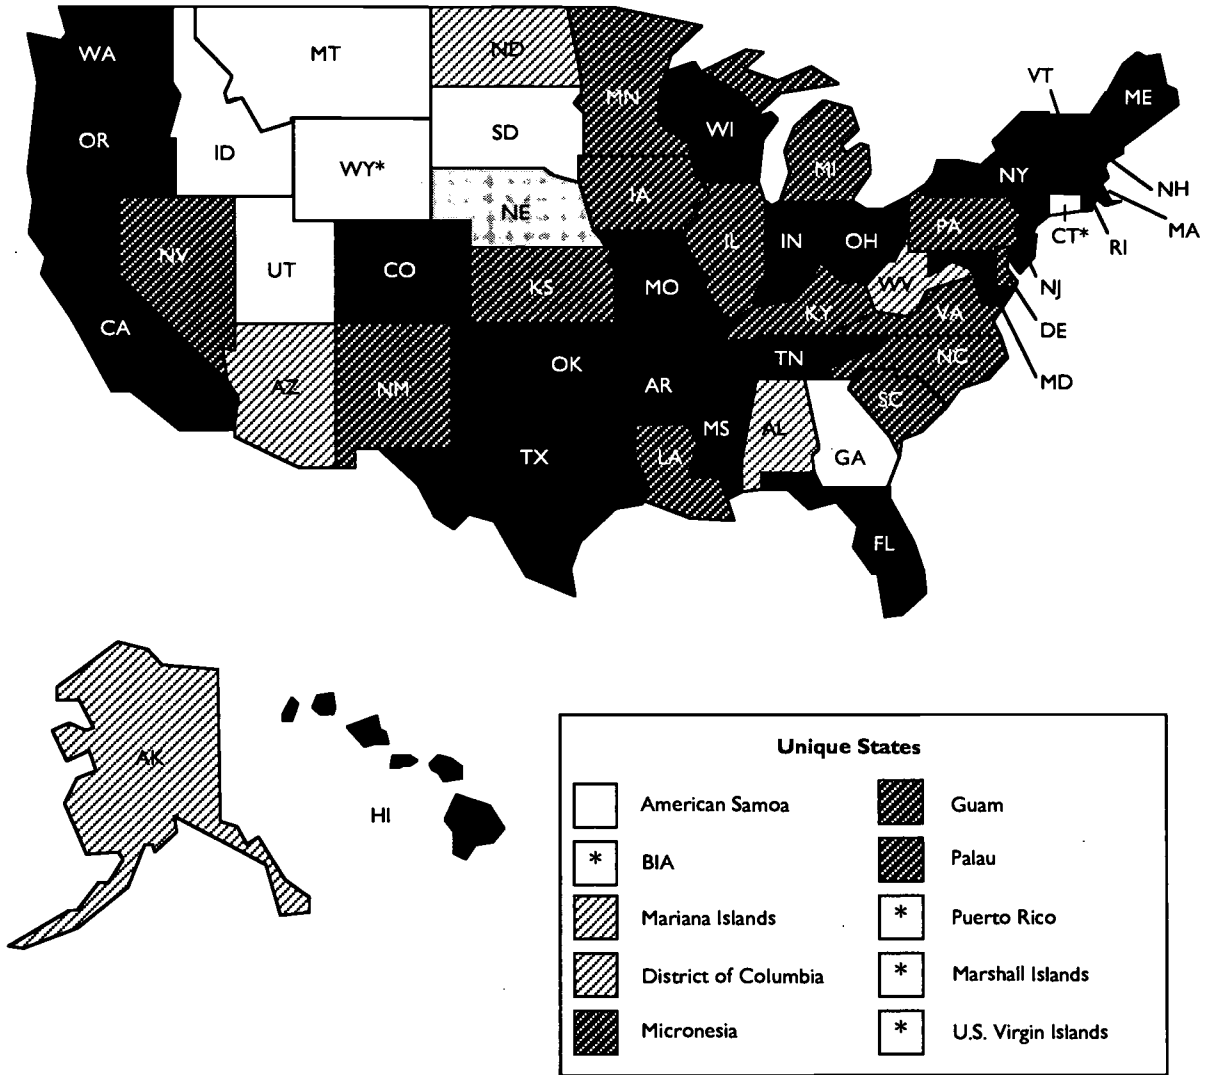 WA
MT
ND
MN
VT
ME
OR
ID
WY*
SD
WI
MI
NY
NH
MA
NV
UT
CO
NE
IA
IL
IN
OH
PA
CT*
RI
CA
KS
MO
KY
WV
VA
NJ
DE
MD
AZ
NM
OK
AR
TN
NC
SC
TX
LA
MS
AL
GA
FL
AK
HI
Unique States
American Samoa
* BIA
Mariana Islands
District of Columbia
Micronesia
Guam
Palau
* Puerto Rico
* Marshall Islands
* U.S. Virgin Islands